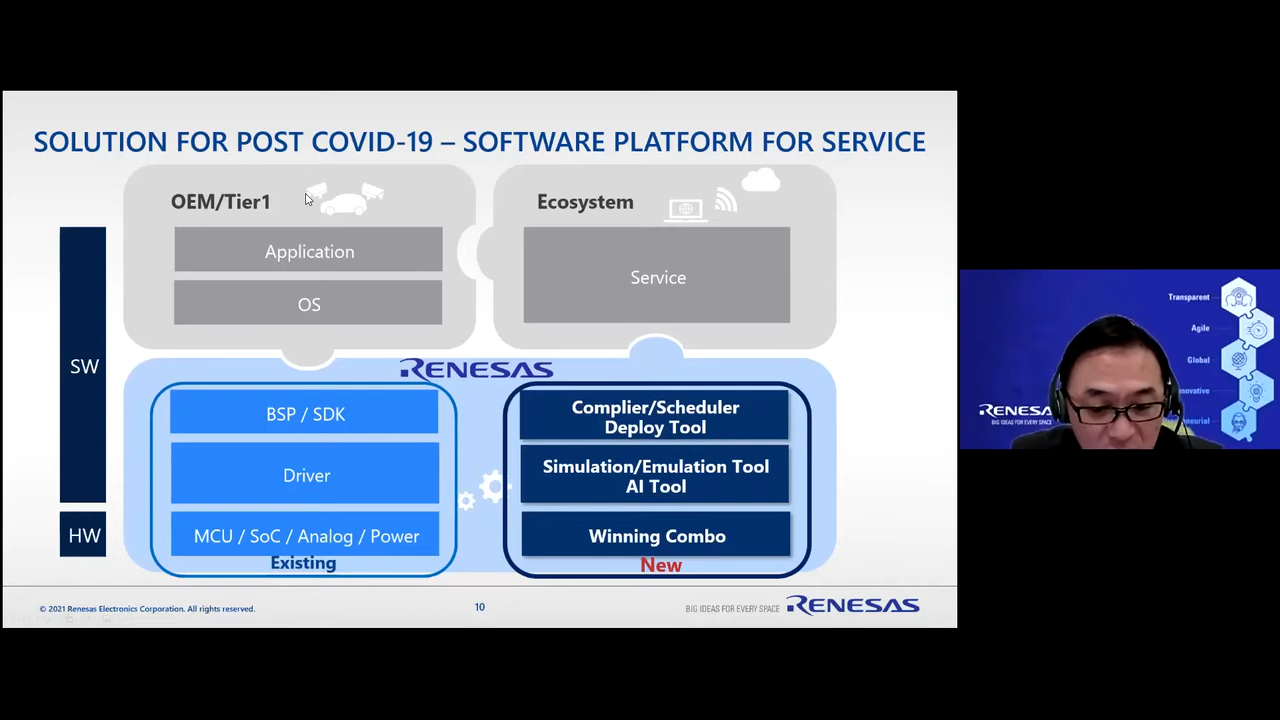 SOLUTION FOR POST COVID-19 – SOFTWARE PLATFORM FOR SERVICE
OEM/Tier1
Application
OS
Ecosystem
Service
SW
HW
RENESAS
BSP / SDK
Driver
MCU / SoC / Analog / Power
Existing
Complier/Scheduler
Deploy Tool
Simulation/Emulation Tool
AI Tool
Winning Combo
New
© 2021 Renesas Electronics Corporation. All rights reserved.
10
BIG IDEAS FOR EVERY SPACE RENESAS
Transparent
Agile
Global
nnovative
neurial
RENESA
BIG IDEAS FOR EVERY SPACE